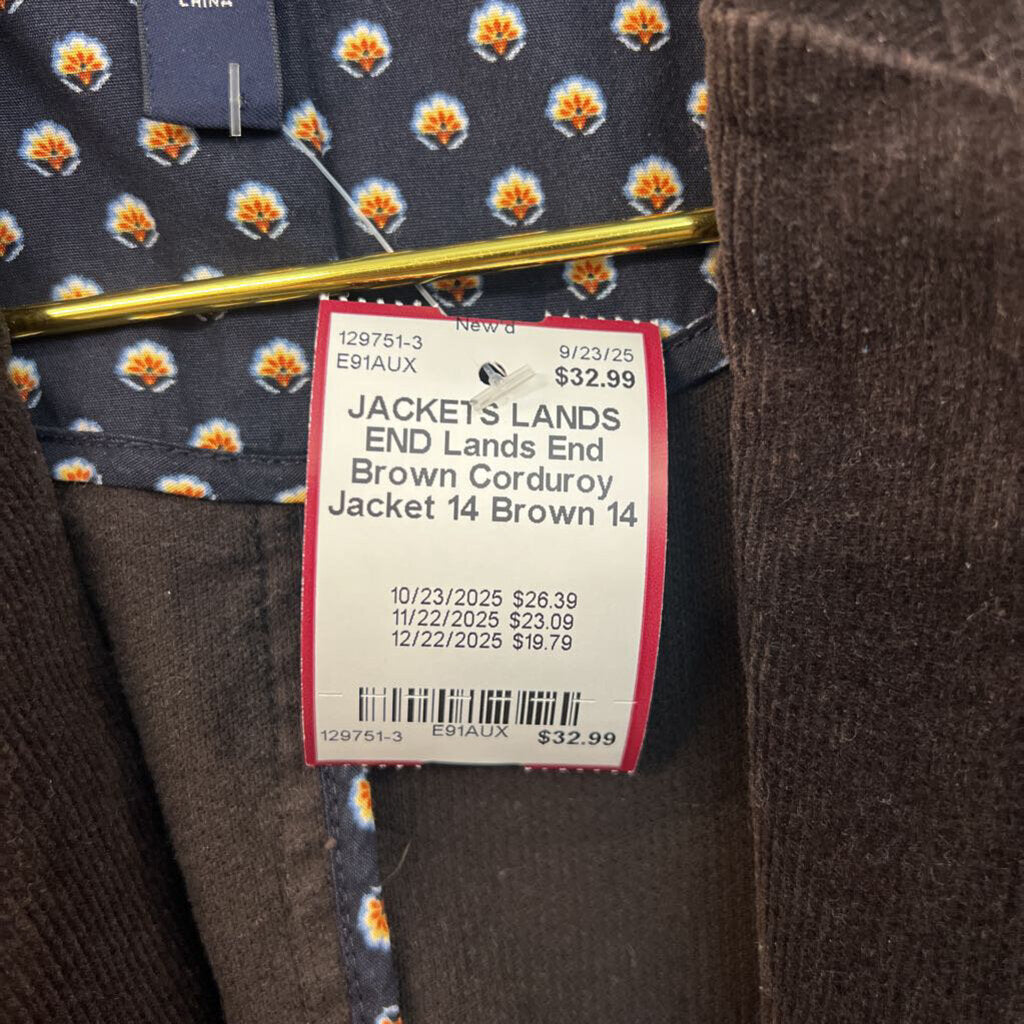 CHINA
New'd
129751-3
9/23/25
E91AUX
$32.99
JACKETS LANDS
END Lands End
Brown Corduroy
Jacket 14 Brown 14
10/23/2025 $26.39
11/22/2025 $23.09
12/22/2025 $19.79
129751-3 E91AUX $32.99